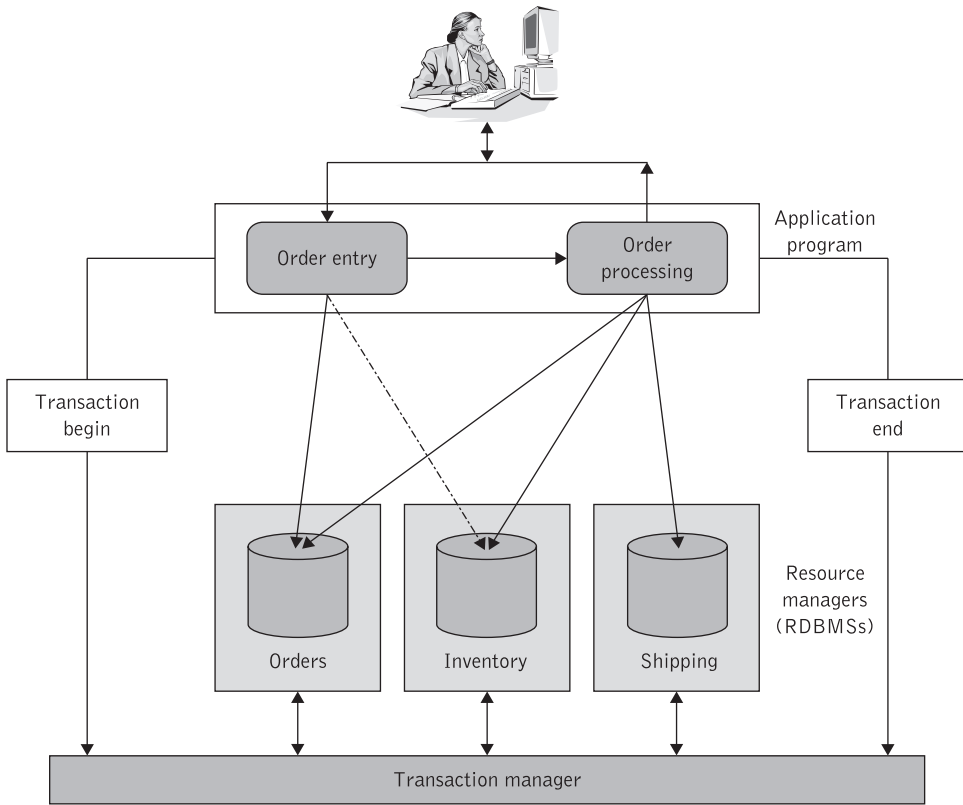 Application
program
Order entry
Order
processing
Transaction
begin
Transaction
end
Resource
managers
(RDBMSs)
Orders
Inventory
Shipping
Transaction manager